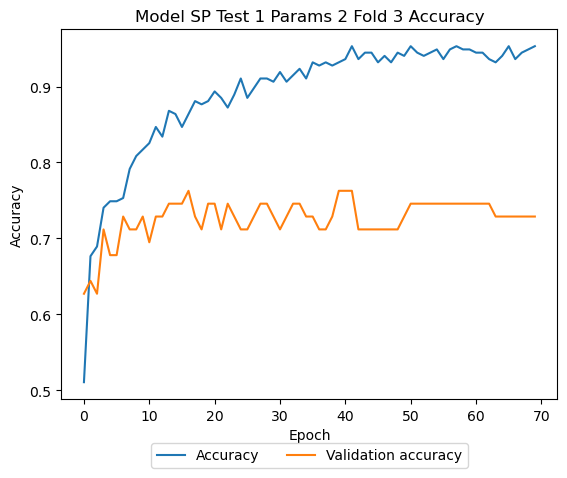 Model SP Test 1 Params 2 Fold 3 Accuracy
Accuracy
0.9
0.8
0.7
0.6
0.5
0 10 20 30 40 50 60 70
Epoch
Accuracy Validation accuracy